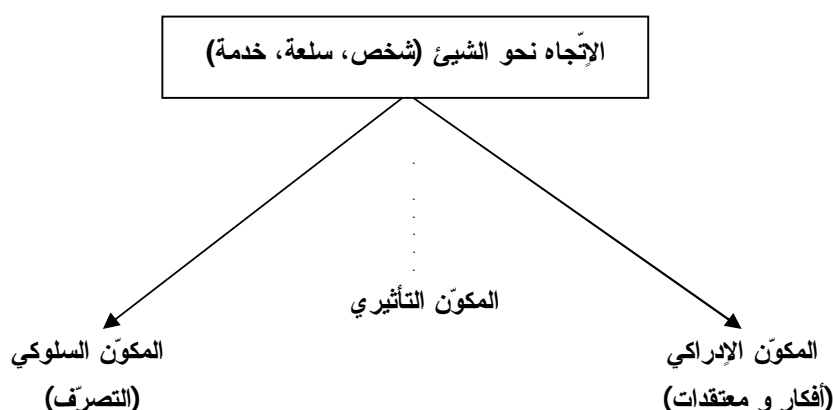 الإتّجاه نحو الشيئ (شخص، سلعة، خدمة)
المكوّن التأثيري
المكوّن الإدراكي
(أفكار و معتقدات)
المكوّن السلوكي
(التصرّف)